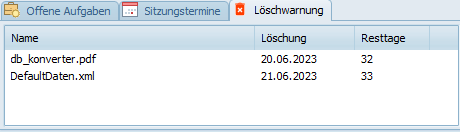 Offene Aufgaben Sitzungstermine Löschwarnung
Name Löschung Resttage
db_konverter.pdf 20.06.2023 32
DefaultDaten.xml 21.06.2023 33